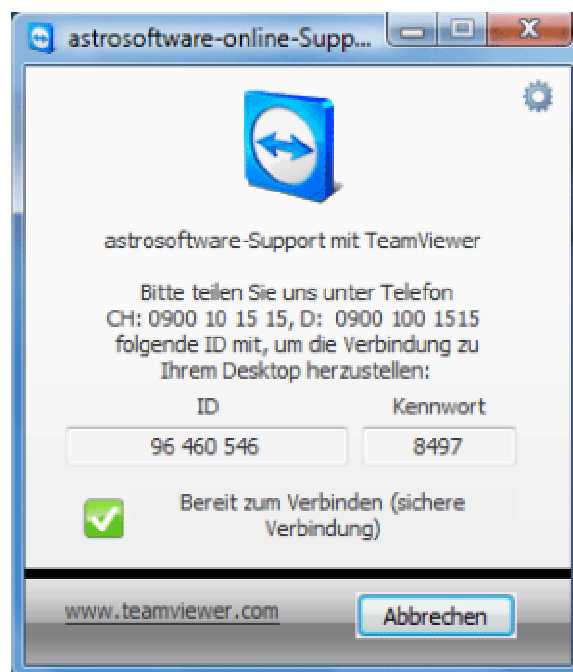 astrosoftware-online-Supp...
astrosoftware-Support mit TeamViewer
Bitte teilen Sie uns unter Telefon
CH: 0900 10 15 15, D:  0900 100 1515
folgende ID mit, um die Verbindung zu
Ihrem Desktop herzustellen:
ID Kennwort
96 460 546 8497
Bereit zum Verbinden (sichere
Verbindung)
www.teamviewer.com Abbrechen